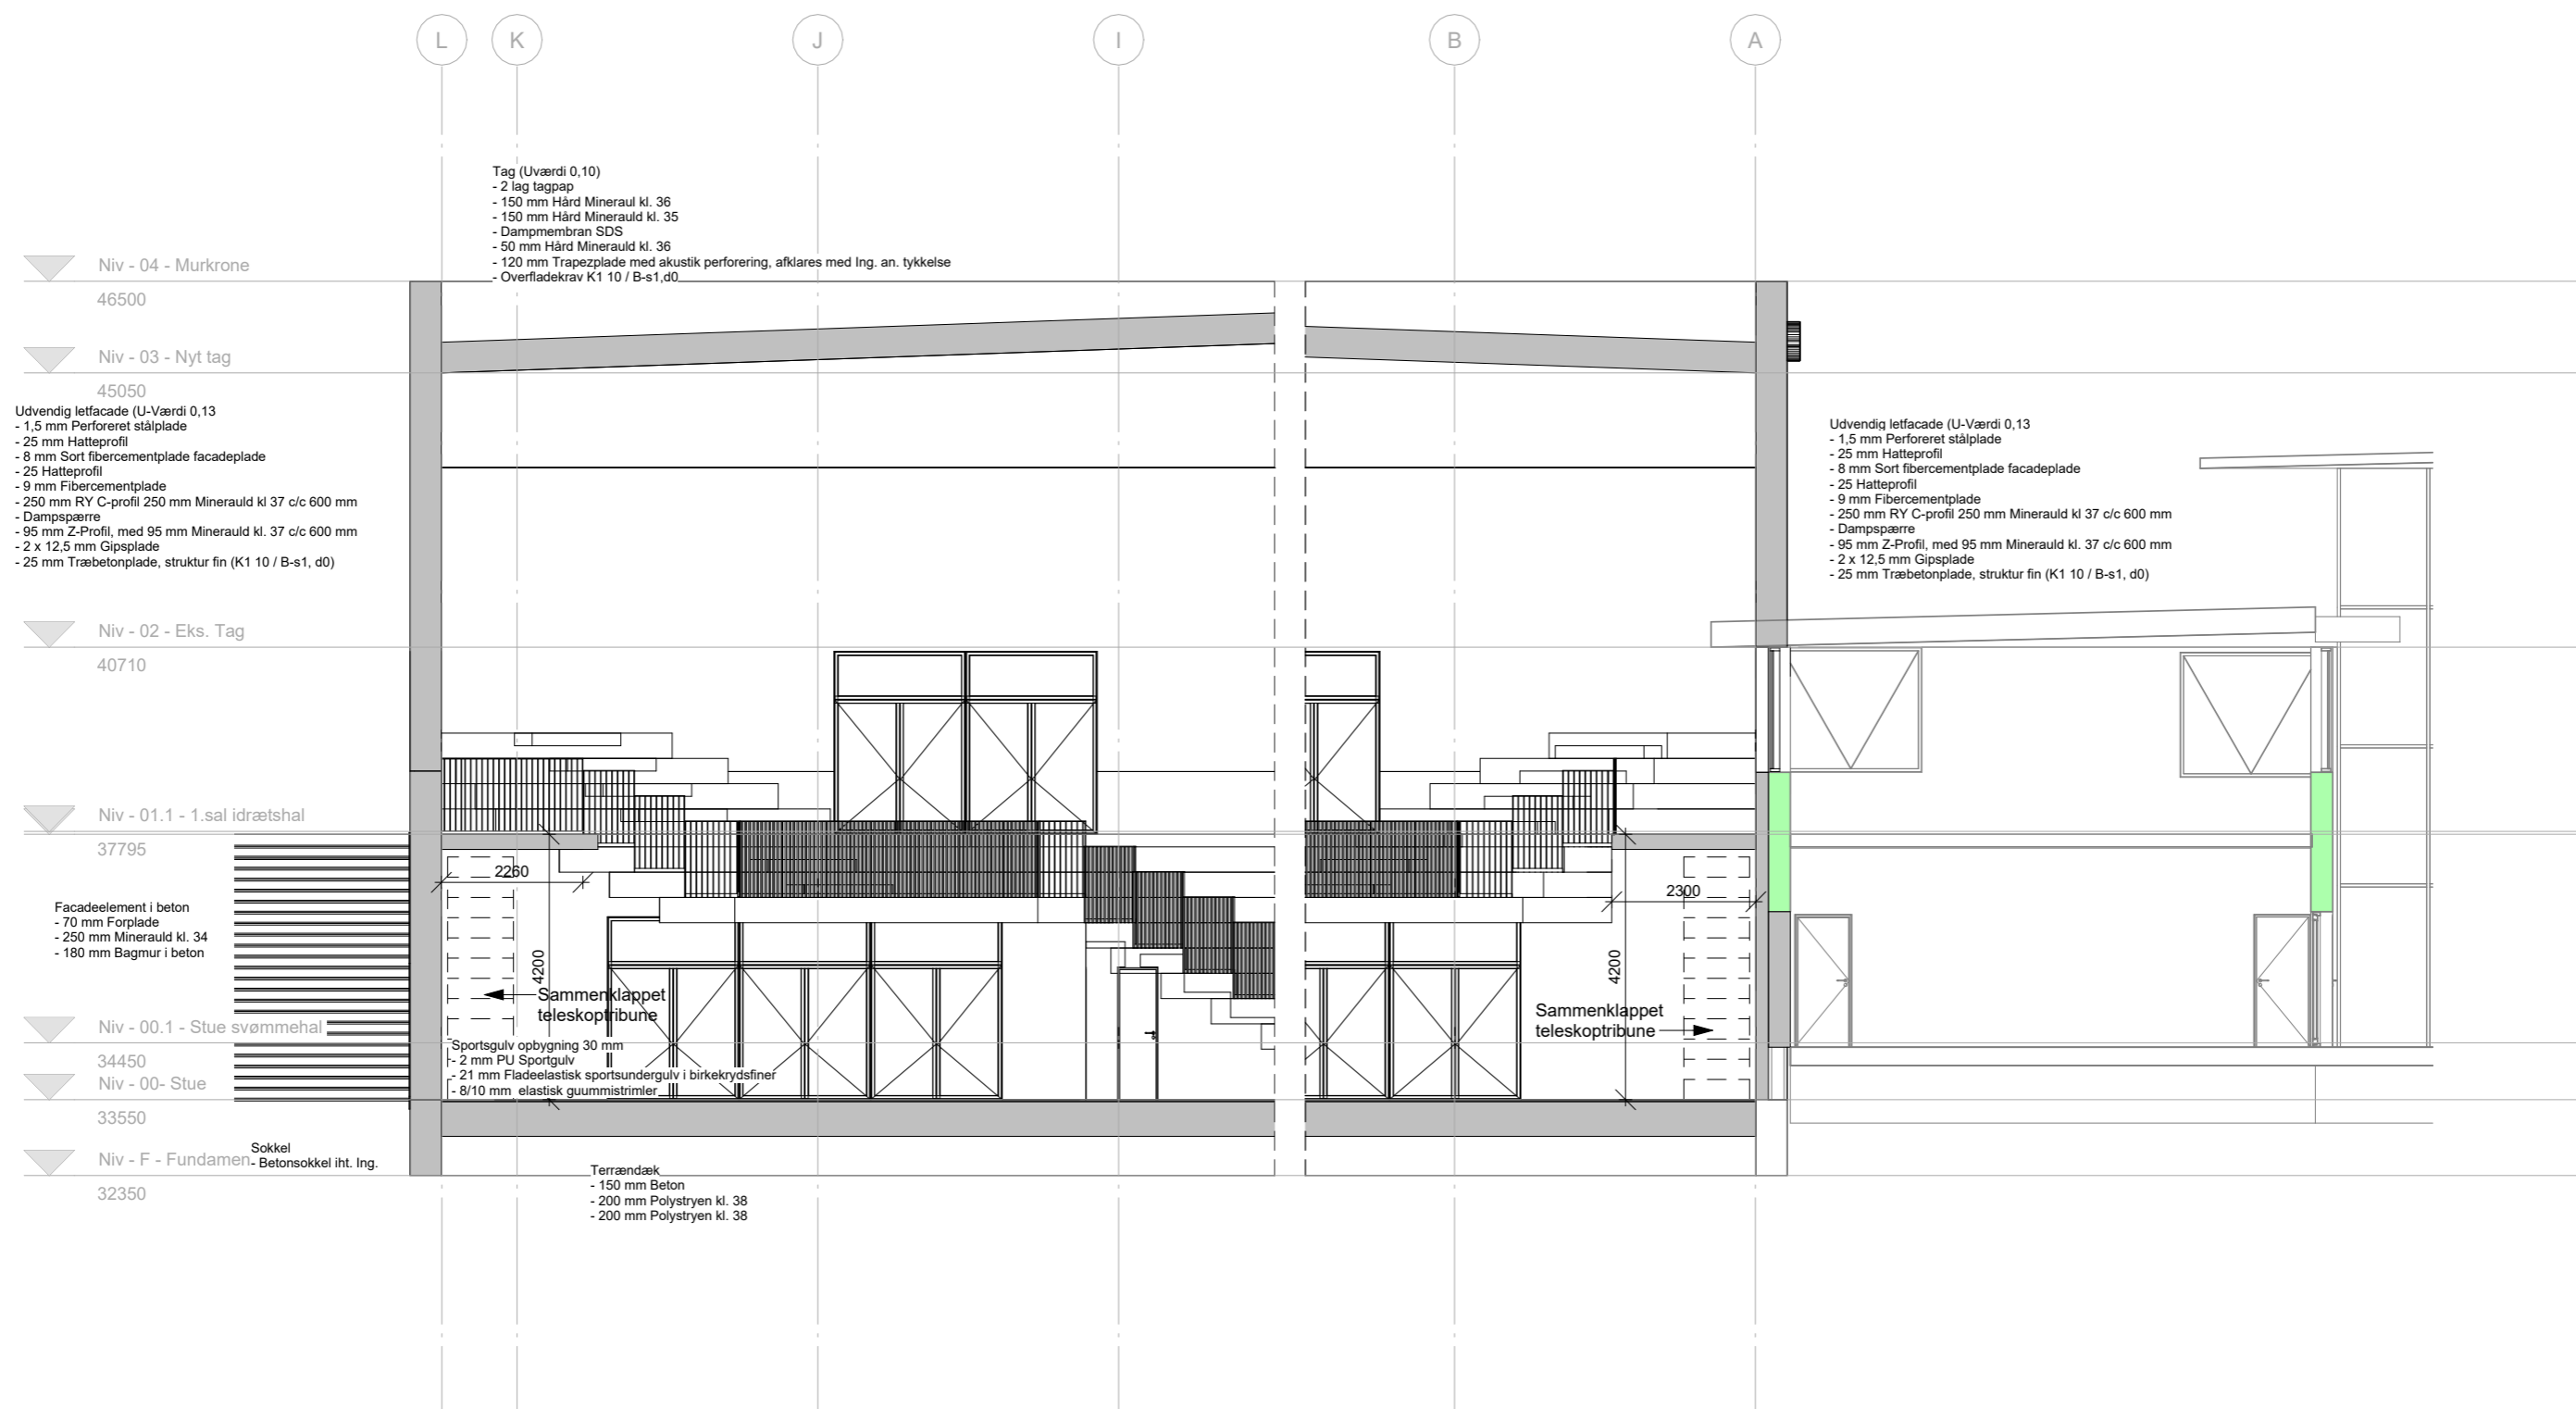 L
K
J
I
B
A
Tag (Uværdi 0,10)
- 2 lag tagpap
- 150 mm Hård Mineraul kl. 36
- 150 mm Hård Minerauld kl. 35
- Dampmembran SDS
- 50 mm Hård Minerauld kl. 36
- 120 mm Trapezplade med akustik perforering, afklares med Ing. an. tykkelse
- Overfladekrav K1 10 / B-s1,d0
Niv - 04 - Murkrone
46500
Niv - 03 - Nyt tag
45050
Udvendig letfacade (U-Værdi 0,13
- 1,5 mm Perforeret stålplade
- 25 mm Hatteprofil
- 8 mm Sort fibercementplade facadeplade
- 25 Hatteprofil
- 9 mm Fibercementplade
- 250 mm RY C-profil 250 mm Minerauld kl 37 c/c 600 mm
- Dampspærre
- 95 mm Z-Profil, med 95 mm Minerauld kl. 37 c/c 600 mm
- 2 x 12,5 mm Gipsplade
- 25 mm Træbetonplade, struktur fin (K1 10 / B-s1, d0)
Udvendig letfacade (U-Værdi 0,13
- 1,5 mm Perforeret stålplade
- 25 mm Hatteprofil
- 8 mm Sort fibercementplade facadeplade
- 25 Hatteprofil
- 9 mm Fibercementplade
- 250 mm RY C-profil 250 mm Minerauld kl 37 c/c 600 mm
- Dampspærre
- 95 mm Z-Profil, med 95 mm Minerauld kl. 37 c/c 600 mm
- 2 x 12,5 mm Gipsplade
- 25 mm Træbetonplade, struktur fin (K1 10 / B-s1, d0)
Niv - 02 - Eks. Tag
40710
Niv - 01.1 - 1.sal idrætshal
37795
2260
2300
Facadeelement i beton
- 70 mm Forplade
- 250 mm Minerauld kl. 34
- 180 mm Bagmur i beton
4200
4200
Sammenklappet
teleskoptribune
Sammenklappet
teleskoptribune
Niv - 00.1 - Stue svømmehal
34450
Sportsgulv opbygning 30 mm
- 2 mm PU Sportgulv
- 21 mm Fladeelastisk sportsundergulv i birkekrydsfiner
- 8/10 mm elastisk guummistrimler
Niv - 00- Stue
33550
Sokkel
- Betonsokkel iht. Ing.
Niv - F - Fundamen
32350
Terrændæk
- 150 mm Beton
- 200 mm Polystryen kl. 38
- 200 mm Polystryen kl. 38